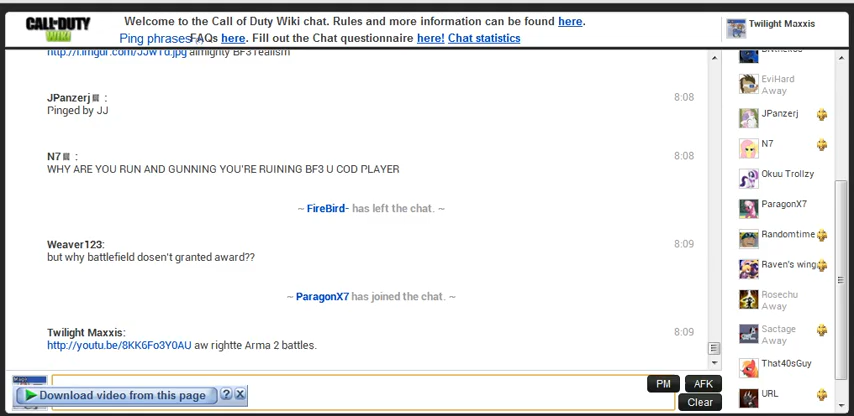 CALL OF DUTY
WIKI
Welcome to the Call of Duty Wiki chat. Rules and more information can be found here.
Ping phrases
FAQs here. Fill out the Chat questionnaire here! Chat statistics
Twilight Maxxis
almighty BF3 realism
JPanzerj :
8:08
Pinged by JJ
N7 :
8:08
WHY ARE YOU RUN AND GUNNING YOU'RE RUINING BF3 U COD PLAYER
~ FireBird- has left the chat. ~
Weaver123:
8:09
but why battlefield dosen't granted award??
~ ParagonX7 has joined the chat. ~
Twilight Maxxis:
8:09
http://youtu.be/8KK6Fo3Y0AU aw rightte Arma 2 battles.
EviHard
Away
JPanzerj
N7
Okuu Trollzy
ParagonX7
Randomtime
Raven's wing
Rosechu
Away
Sactage
Away
That40sGuy
URL
PM
AFK
Clear
Download video from this page ? X